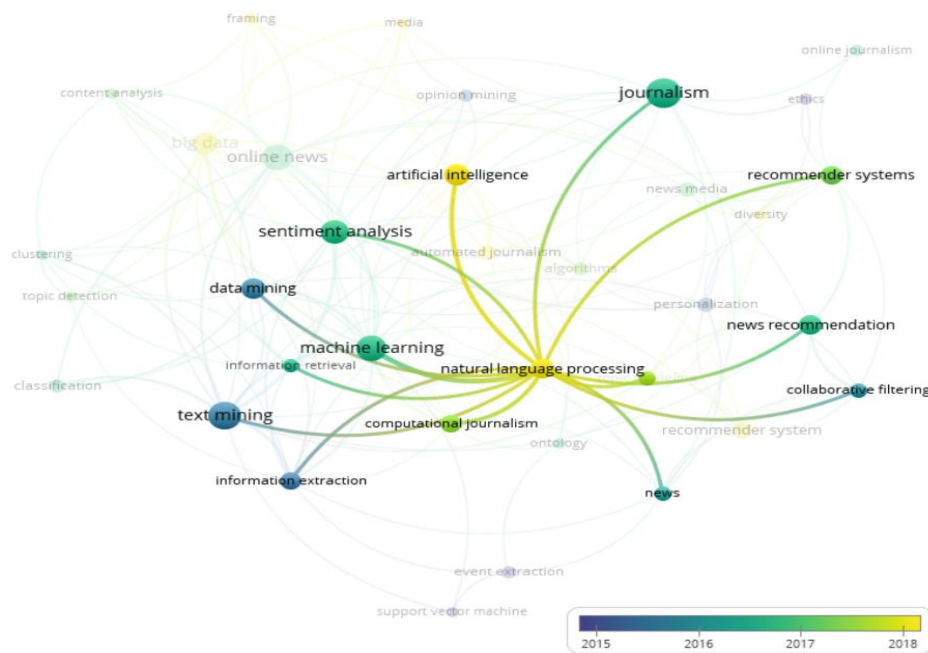 framing
media
online journalism
content analysis
opinion mining
journalism
ethics
big data
online news
artificial intelligence
recommender systems
news media
diversity
sentiment analysis
clustering
automated journalism
algorithms
data mining
topic detection
personalization
news recommendation
machine learning
information retrieval
natural language processing
classification
collaborative filtering
text mining
computational journalism
recommender system
ontology
information extraction
news
event extraction
support vector machine
2015
2016
2017
2018